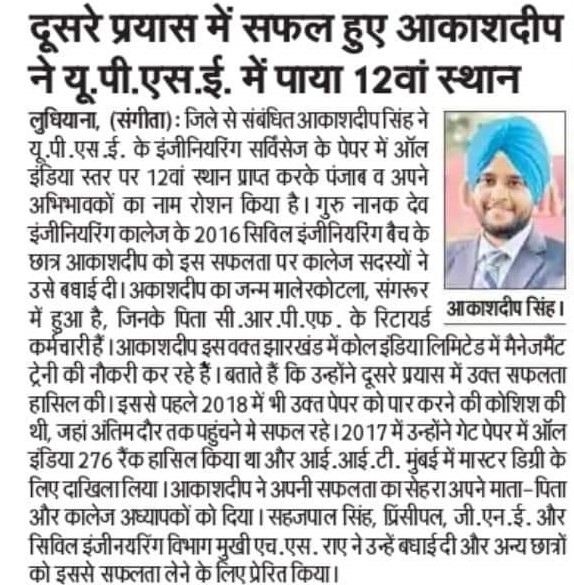 दूसरे प्रयास में सफल हुए आकाशदीप
ने यू.पी.एस.ई. में पाया 12वां स्थान
लुधियाना, (संगीता): जिले से संबंधित आकाशदीप सिंह ने
यू.पी.एस.ई. के इंजीनियरिंग सर्विसेज के पेपर में ऑल
इंडिया स्तर पर 12वां स्थान प्राप्त करके पंजाब व अपने
अभिभावकों का नाम रोशन किया है। गुरु नानक देव
इंजीनियरिंग कालेज के 2016 सिविल इंजीनियरिंग बैच के
छात्र आकाशदीप को इस सफलता पर कालेज सदस्यों ने
उसे बधाई दी। अकाशदीप का जन्म मालेरकोटला, संगरूर
में हुआ है, जिनके पिता सी.आर.पी.एफ. के रिटायर्ड
आकाशदीप सिंह।
कर्मचारी हैं। आकाशदीप इस वक्त झारखंड में कोल इंडिया लिमिटेड में मैनेजमैंट
ट्रेनी की नौकरी कर रहे हैं। बताते हैं कि उन्होंने दूसरे प्रयास में उक्त सफलता
हासिल की। इससे पहले 2018 में भी उक्त पेपर को पार करने की कोशिश की
थी, जहां अंतिम दौर तक पहुंचने मे सफल रहे। 2017 में उन्होंने गेट पेपर में ऑल
इंडिया 276 रैंक हासिल किया था और आई.आई.टी. मुंबई में मास्टर डिग्री के
लिए दाखिला लिया। आकाशदीप ने अपनी सफलता का सेहरा अपने माता-पिता
और कालेज अध्यापकों को दिया। सहजपाल सिंह, प्रिंसीपल, जी.एन.ई. और
सिविल इंजीनयरिंग विभाग मुखी एच.एस. राए ने उन्हें बधाई दी और अन्य छात्रों
को इससे सफलता लेने के लिए प्रेरित किया।